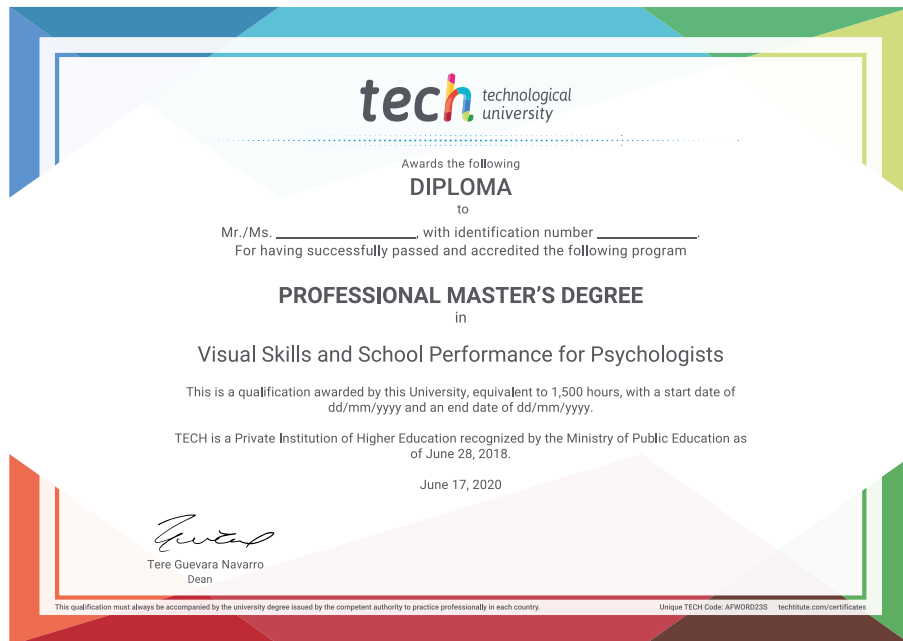 tech technological
university
Awards the following
DIPLOMA
to
Mr./Ms. ____________________, with identification number ______________.
For having successfully passed and accredited the following program
PROFESSIONAL MASTER'S DEGREE
in
Visual Skills and School Performance for Psychologists
This is a qualification awarded by this University, equivalent to 1,500 hours, with a start date of
dd/mm/yyyy and an end date of dd/mm/yyyy.
TECH is a Private Institution of Higher Education recognized by the Ministry of Public Education as
of June 28, 2018.
June 17, 2020
Tere Guevara Navarro
Dean
This qualification must always be accompanied by the university degree issued by the competent authority to practice professionally in each country.
Unique TECH Code: AFWORD23S techtitute.com/certificates